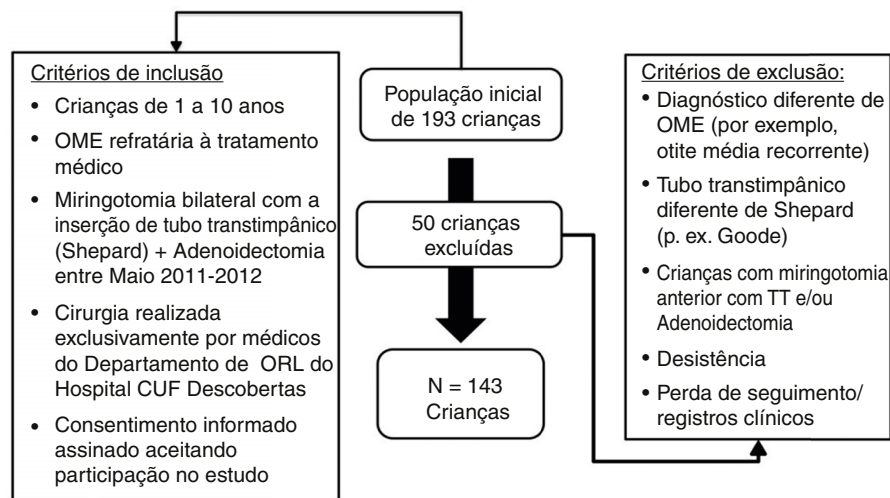 Critérios de inclusão
• Crianças de 1 a 10 anos
• OME refratária à tratamento
médico
• Miringotomia bilateral com a
inserção de tubo transtimpânico
(Shepard) + Adenoidectomia
entre Maio 2011-2012
• Cirurgia realizada
exclusivamente por médicos
do Departamento de ORL do
Hospital CUF Descobertas
• Consentimento informado
assinado aceitando
participação no estudo
População inicial
de 193 crianças
50 crianças
excluídas
N = 143
Crianças
Critérios de exclusão:
• Diagnóstico diferente de
OME (por exemplo,
otite média recorrente)
• Tubo transtimpânico
diferente de Shepard
(p. ex. Goode)
• Crianças com miringotomia
anterior com TT e/ou
Adenoidectomia
• Desistência
• Perda de seguimento/
registros clínicos